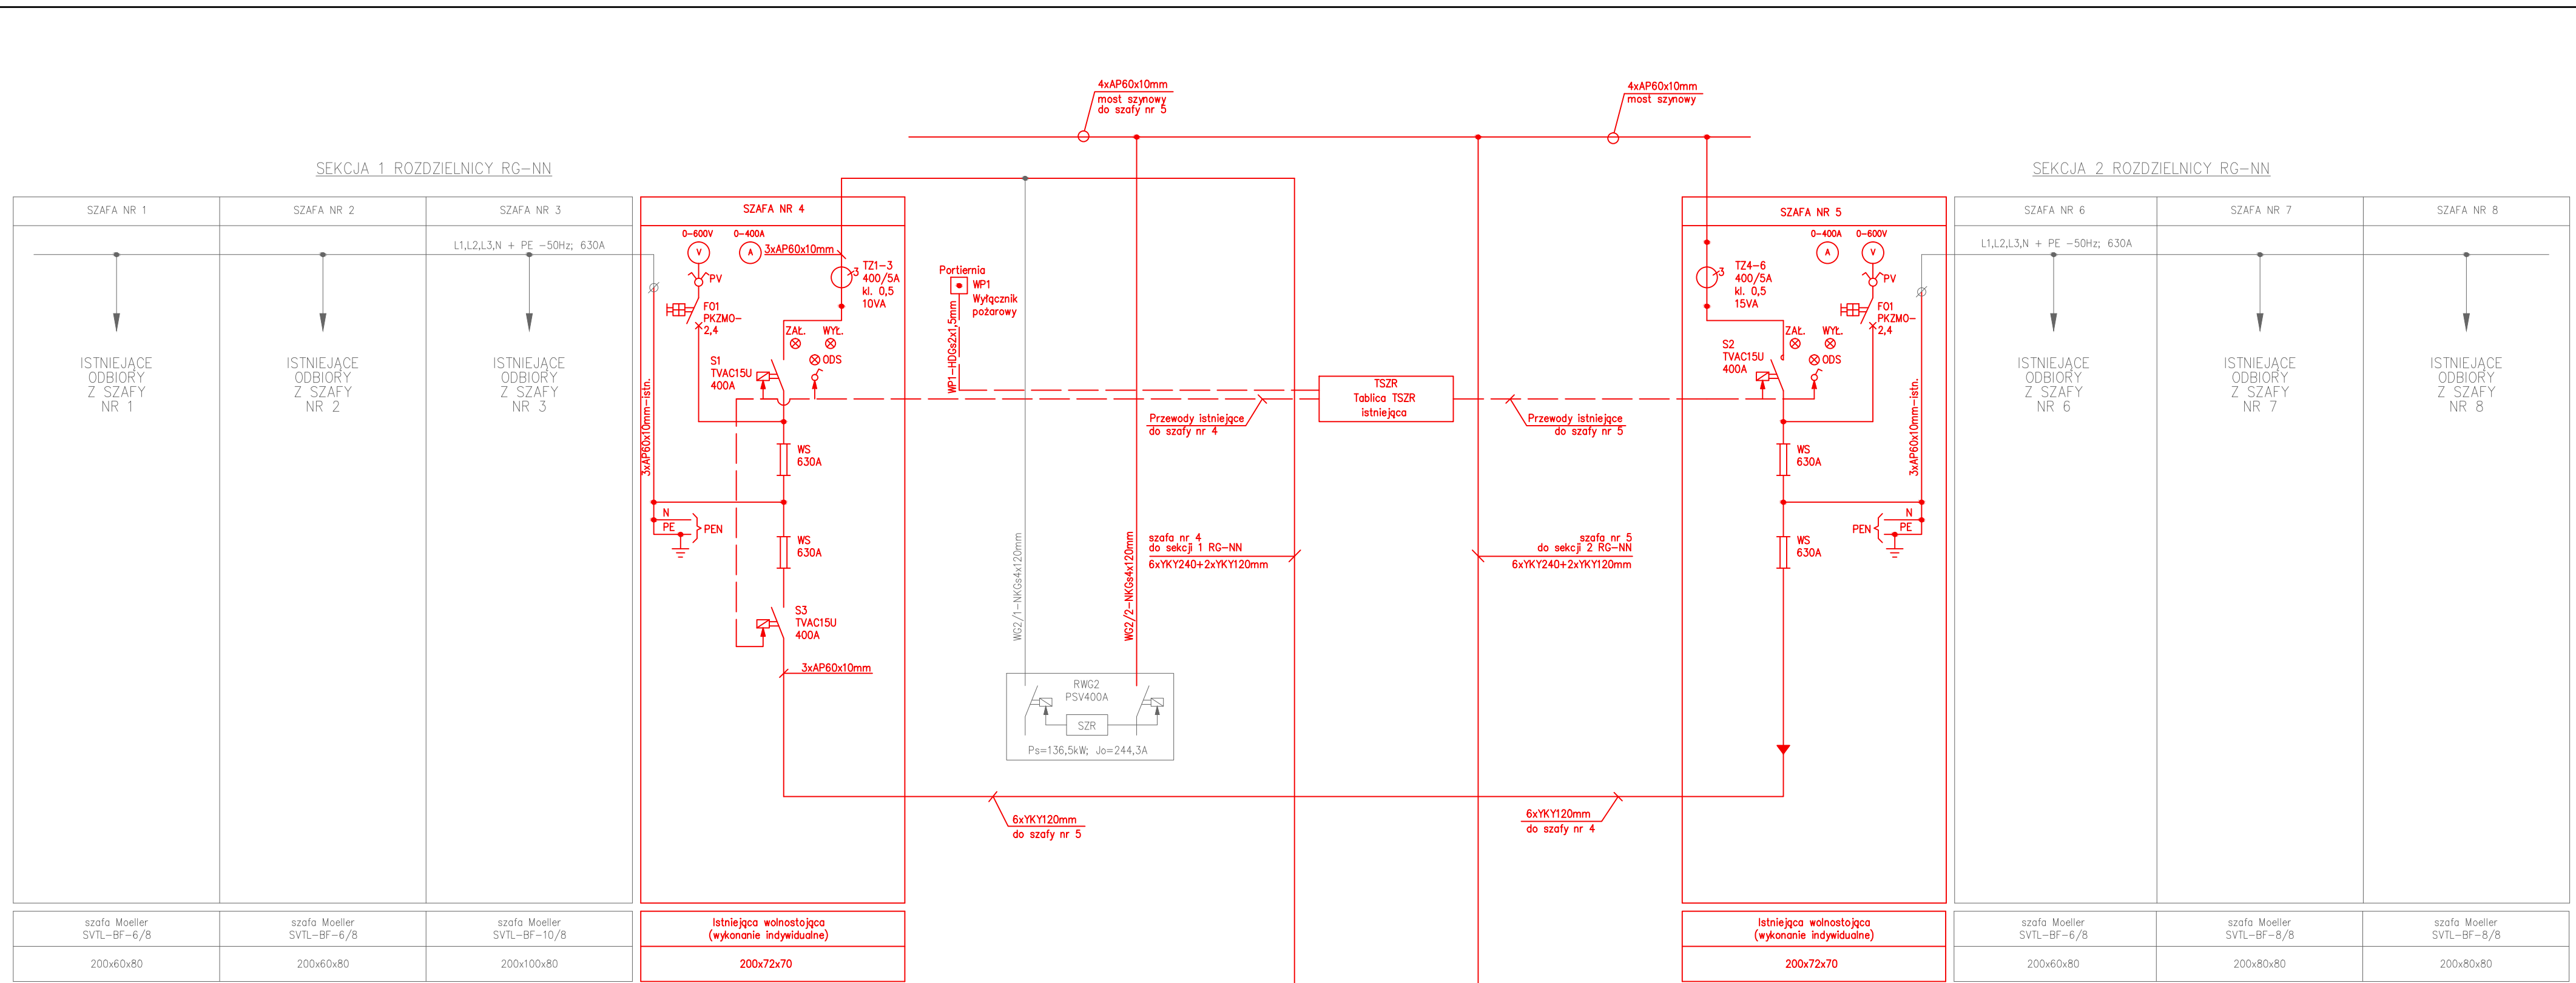 4xAP60x10mm
most szynowy
do szafy nr 5
4xAP60x10mm
most szynowy
SEKCJA 1 ROZDZIELNICY RG-NN
SEKCJA 2 ROZDZIELNICY RG-NN
SZAFA NR 1
SZAFA NR 2
SZAFA NR 3
L1,L2,L3,N + PE -50Hz; 630A
ISTNIEJĄCE
ODBIORY
Z SZAFY
NR 1
ISTNIEJĄCE
ODBIORY
Z SZAFY
NR 2
ISTNIEJĄCE
ODBIORY
Z SZAFY
NR 3
SZAFA NR 4
0-600V
V
0-400A
A
3xAP60x10mm
PV
F01
PKZM0-
2,4
3
TZ1-3
400/5A
kl. 0,5
10VA
ZAŁ.
WYŁ.
ODS
S1
TVAC15U
400A
3xAP60x10mm-istn.
WS
630A
N
PE
PEN
WS
630A
S3
TVAC15U
400A
3xAP60x10mm
Portiernia
WP1
Wyłącznik
pożarowy
WP1-HDGs2x1,5mm
TSZR
Tablica TSZR
istniejąca
Przewody istniejące
do szafy nr 4
Przewody istniejące
do szafy nr 5
WG2/1-NKGs4x120mm
WG2/2-NKGs4x120mm
szafa nr 4
do sekcji 1 RG-NN
6xYKY240+2xYKY120mm
szafa nr 5
do sekcji 2 RG-NN
6xYKY240+2xYKY120mm
RWG2
PSV400A
SZR
Ps=136,5kW; Jo=244,3A
6xYKY120mm
do szafy nr 5
6xYKY120mm
do szafy nr 4
SZAFA NR 5
0-400A
A
0-600V
V
3
TZ4-6
400/5A
kl. 0,5
15VA
PV
F01
PKZM0-
2,4
ZAŁ.
WYŁ.
ODS
S2
TVAC15U
400A
3xAP60x10mm-istn.
WS
630A
N
PE
PEN
WS
630A
SZAFA NR 6
SZAFA NR 7
SZAFA NR 8
L1,L2,L3,N + PE -50Hz; 630A
ISTNIEJĄCE
ODBIORY
Z SZAFY
NR 6
ISTNIEJĄCE
ODBIORY
Z SZAFY
NR 7
ISTNIEJĄCE
ODBIORY
Z SZAFY
NR 8
szafa Moeller
SVTL-BF-6/8
200x60x80
szafa Moeller
SVTL-BF-6/8
200x60x80
szafa Moeller
SVTL-BF-10/8
200x100x80
Istniejąca wolnostojąca
(wykonanie indywidualne)
200x72x70
Istniejąca wolnostojąca
(wykonanie indywidualne)
200x72x70
szafa Moeller
SVTL-BF-6/8
200x60x80
szafa Moeller
SVTL-BF-8/8
200x80x80
szafa Moeller
SVTL-BF-8/8
200x80x80